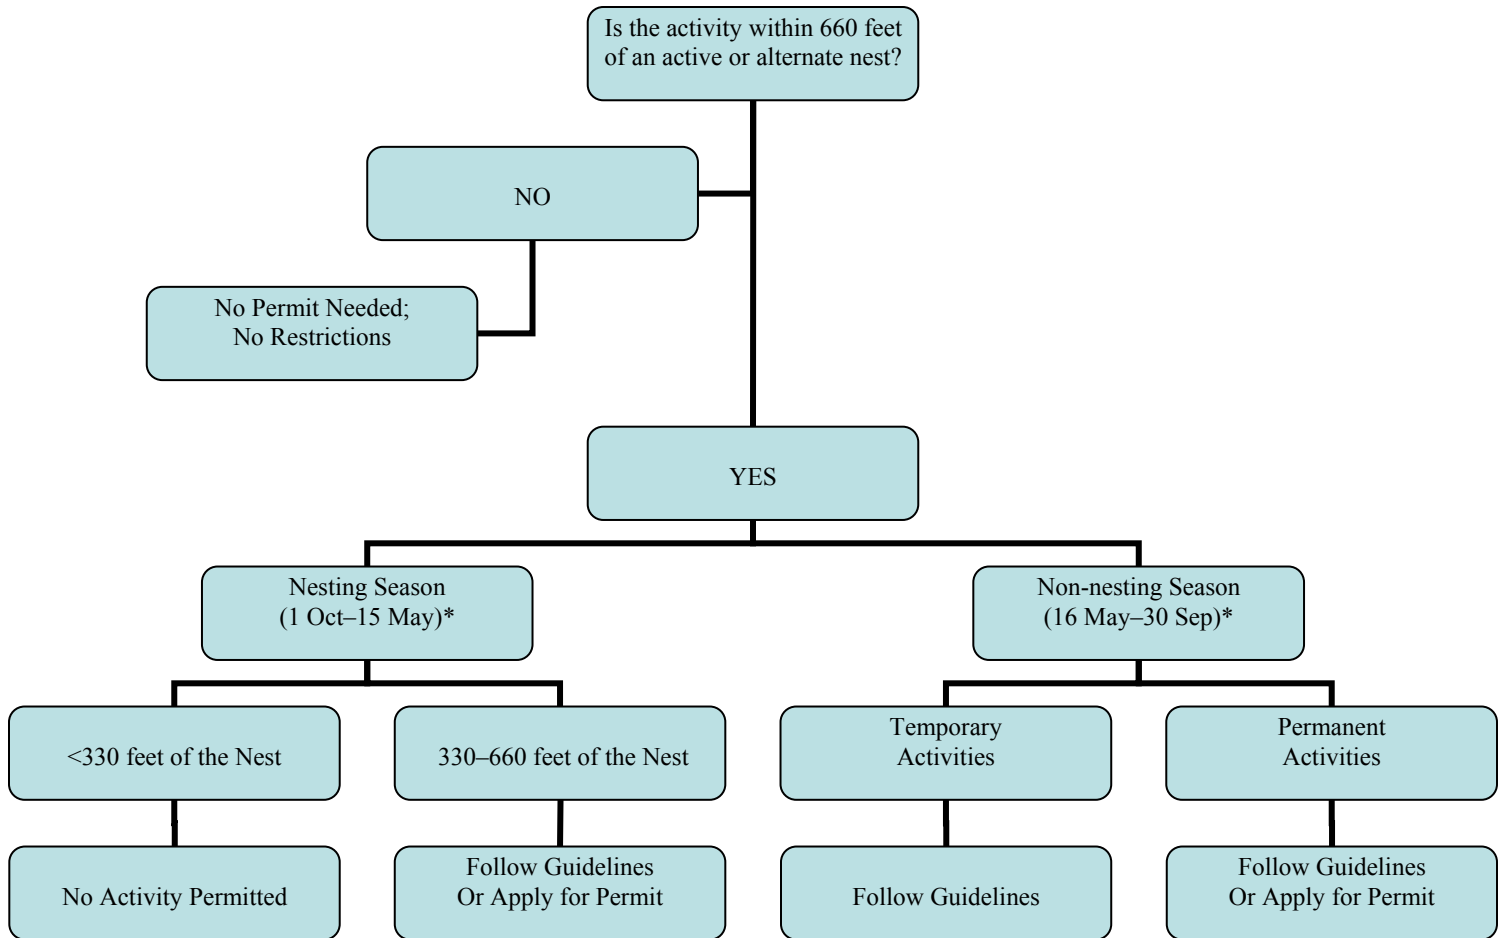 Is the activity within 660 feet
of an active or alternate nest?
NO
No Permit Needed;
No Restrictions
YES
Nesting Season
(1 Oct–15 May)*
Non-nesting Season
(16 May–30 Sep)*
<330 feet of the Nest
330–660 feet of the Nest
Temporary
Activities
Permanent
Activities
No Activity Permitted
Follow Guidelines
Or Apply for Permit
Follow Guidelines
Follow Guidelines
Or Apply for Permit